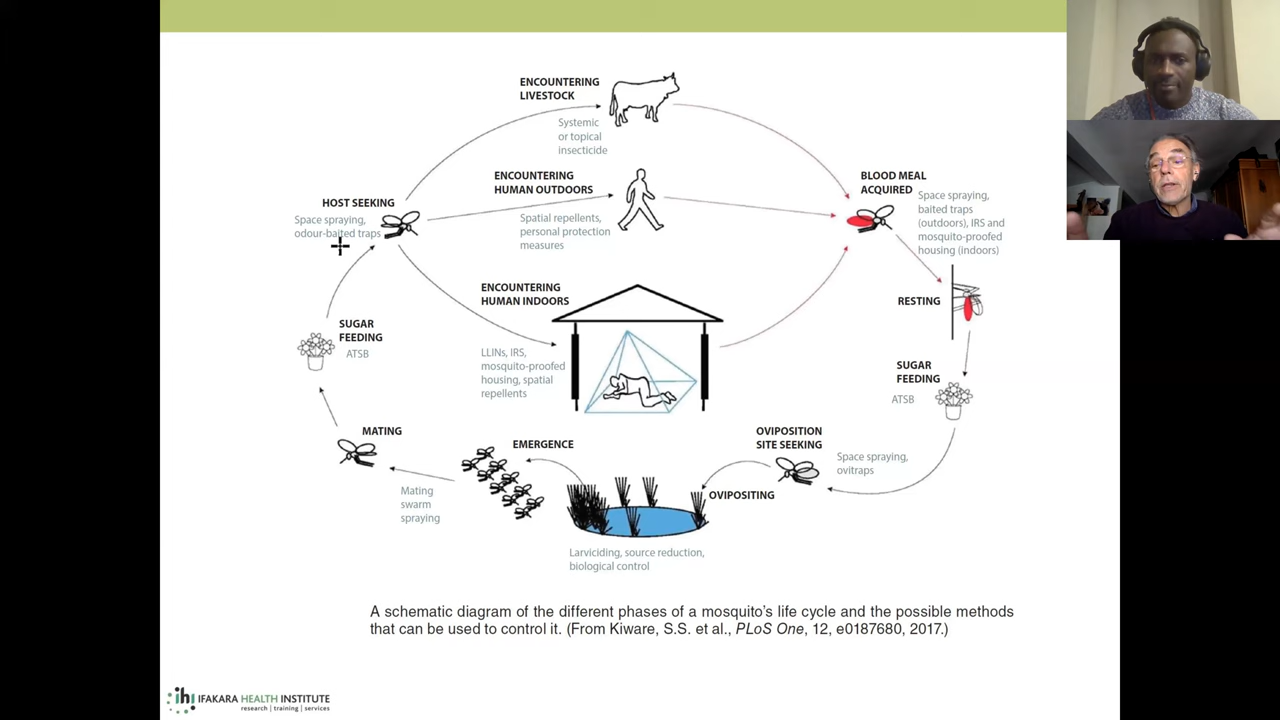 ENCOUNTERING
LIVESTOCK
Systemic
or topical
insecticide
ENCOUNTERING
HUMAN OUTDOORS
Spatial repellents,
personal protection
measures
HOST SEEKING
Space spraying,
odour-baited traps
BLOOD MEAL
ACQUIRED
Space spraying,
baited traps
(outdoors), IRS and
mosquito-proofed
housing (indoors)
ENCOUNTERING
HUMAN INDOORS
LLINs, IRS,
mosquito-proofed
housing, spatial
repellents
RESTING
SUGAR
FEEDING
ATSB
SUGAR
FEEDING
ATSB
MATING
EMERGENCE
OVIPOSITION
SITE SEEKING
Space spraying,
ovitraps
Mating
swarm
spraying
OVIPOSITING
Larviciding, source reduction,
biological control
A schematic diagram of the different phases of a mosquito's life cycle and the possible methods
that can be used to control it. (From Kiware, S.S. et al., PLoS One, 12, e0187680, 2017.)
ihi IFAKARA HEALTH INSTITUTE
research | training | services